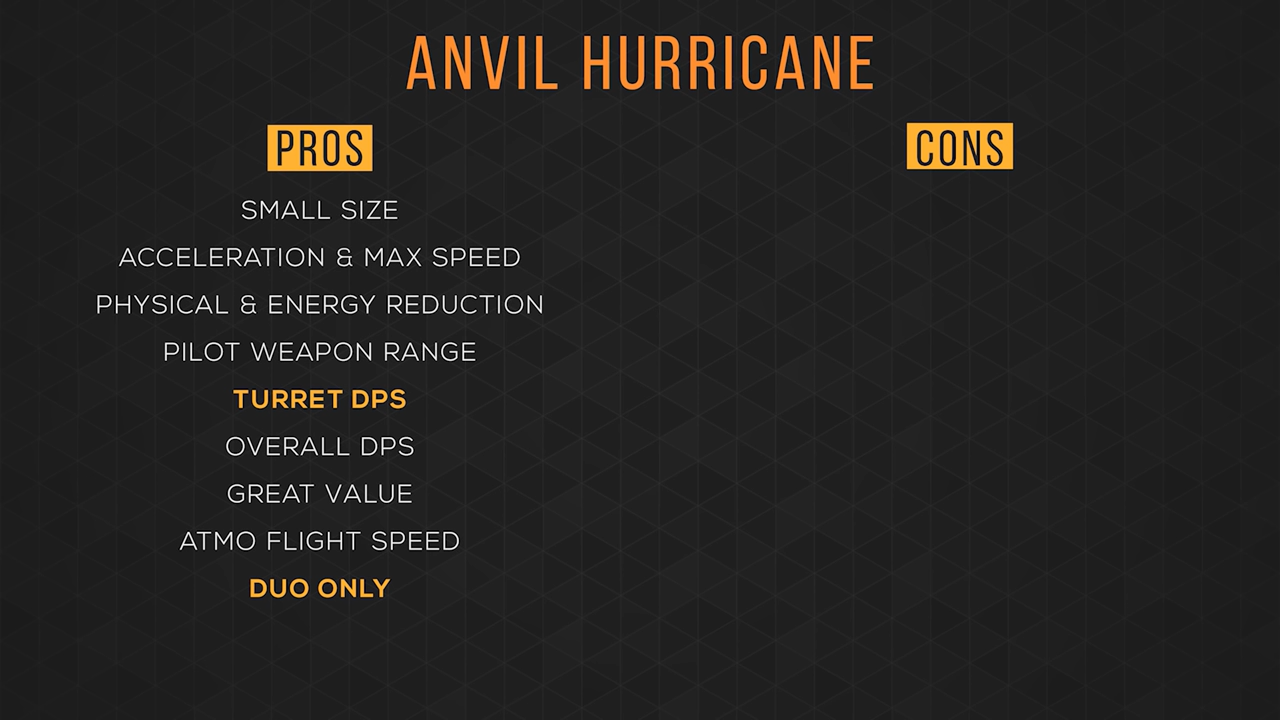 ANVIL HURRICANE
PROS
SMALL SIZE
ACCELERATION & MAX SPEED
PHYSICAL & ENERGY REDUCTION
PILOT WEAPON RANGE
TURRET DPS
OVERALL DPS
GREAT VALUE
ATMO FLIGHT SPEED
DUO ONLY
CONS